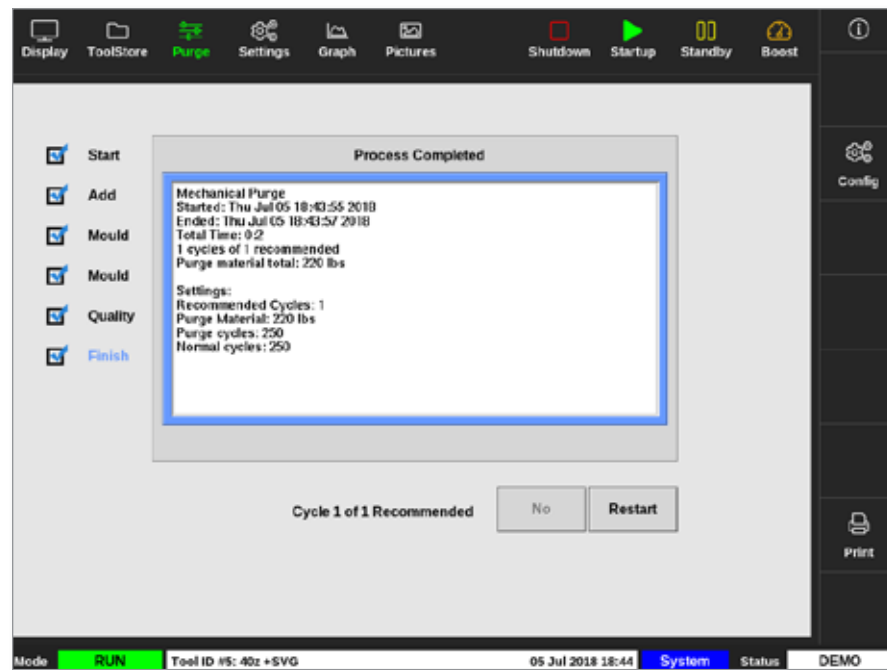 Display ToolStore Purge Settings Graph Pictures Shutdown Startup Standby Boost
Config
Start
Add
Mould
Mould
Quality
Finish
Process Completed
Mechanical Purge
Started: Thu Jul 05 18:43:55 2018
Ended: Thu Jul 05 18:43:57 2018
Total Time: 0:2
1 cycles of 1 recommended
Purge material total: 220 lbs
Settings:
Recommended Cycles: 1
Purge Material: 220 lbs
Purge cycles: 250
Normal cycles: 250
Cycle 1 of 1 Recommended
No
Restart
Print
Mode RUN Tool ID #5: 40z +SVG 05 Jul 2018 18:44 System Status DEMO